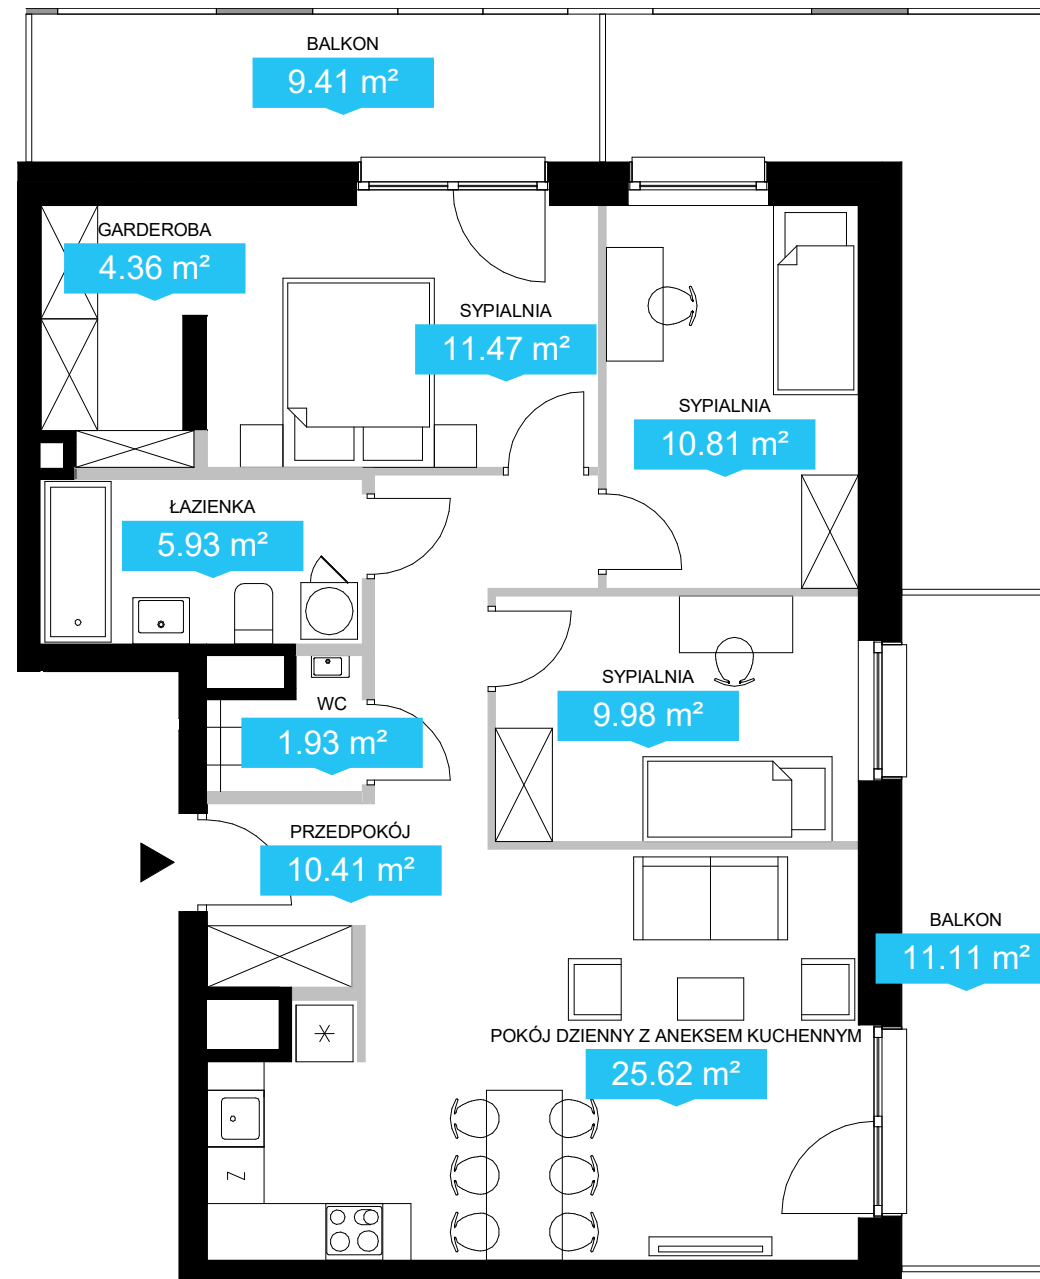 BALKON
9.41 m²
GARDEROBA
4.36 m²
SYPIALNIA
11.47 m²
SYPIALNIA
10.81 m²
ŁAZIENKA
5.93 m²
SYPIALNIA
9.98 m²
WC
1.93 m²
PRZEDPOKÓJ
10.41 m²
BALKON
11.11 m²
POKÓJ DZIENNY Z ANEKSEM KUCHENNYM
25.62 m²
Z